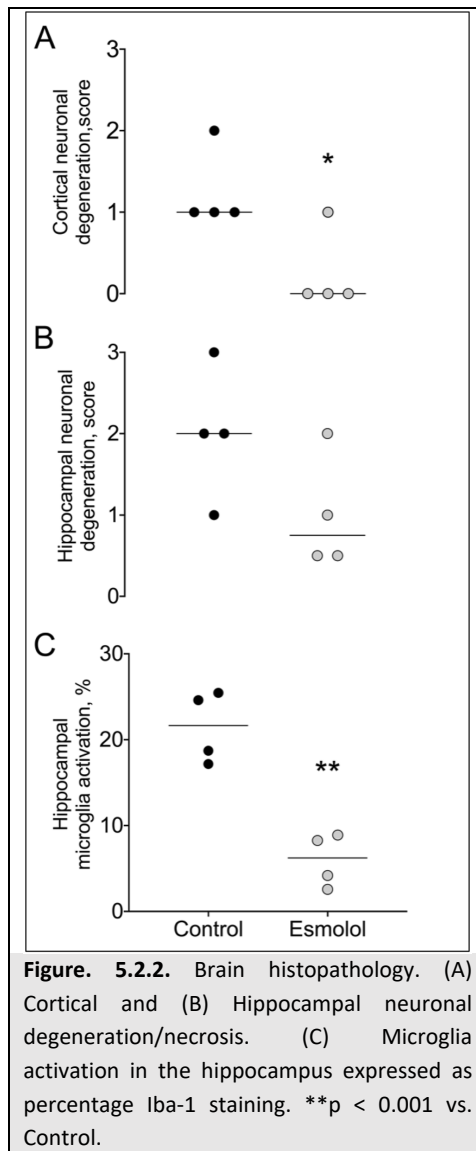 A
Cortical neuronal
degeneration,score
3
2
1
0
*
B
Hippocampal neuronal
degeneration, score
3
2
1
0
C
Hippocampal
microglia activation, %
30
20
10
0
**
Control Esmolol
Figure. 5.2.2. Brain histopathology. (A)
Cortical and (B) Hippocampal neuronal
degeneration/necrosis. (C) Microglia
activation in the hippocampus expressed as
percentage Iba-1 staining. **p < 0.001 vs.
Control.